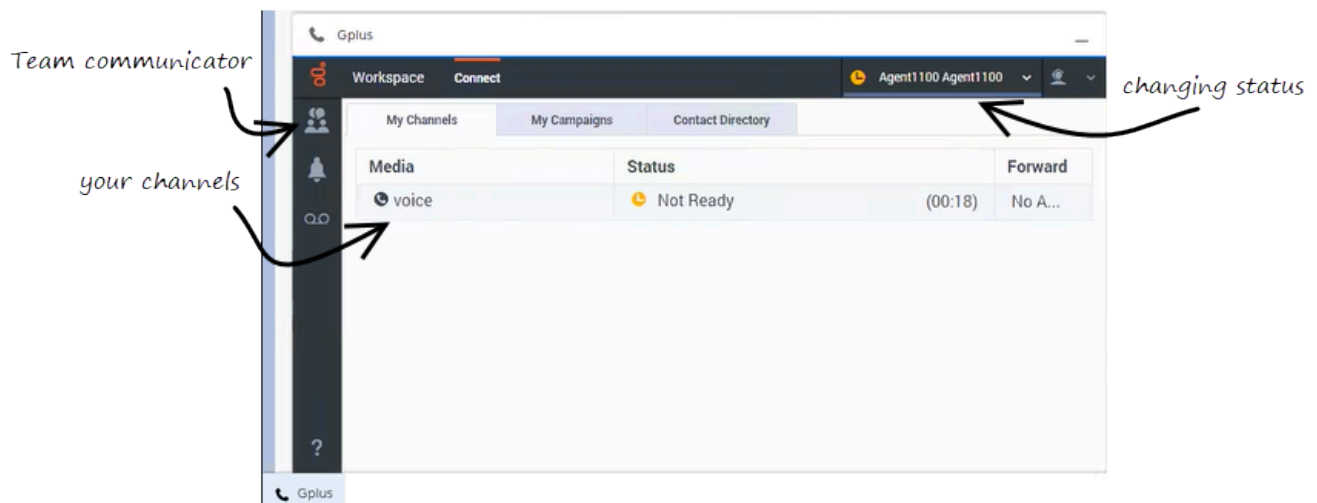 Gplus
Team communicator
Workspace Connect Agent1100 Agent1100
changing status
My Channels My Campaigns Contact Directory
your channels
Media Status Forward
voice Not Ready (00:18) No A...
?
Gplus